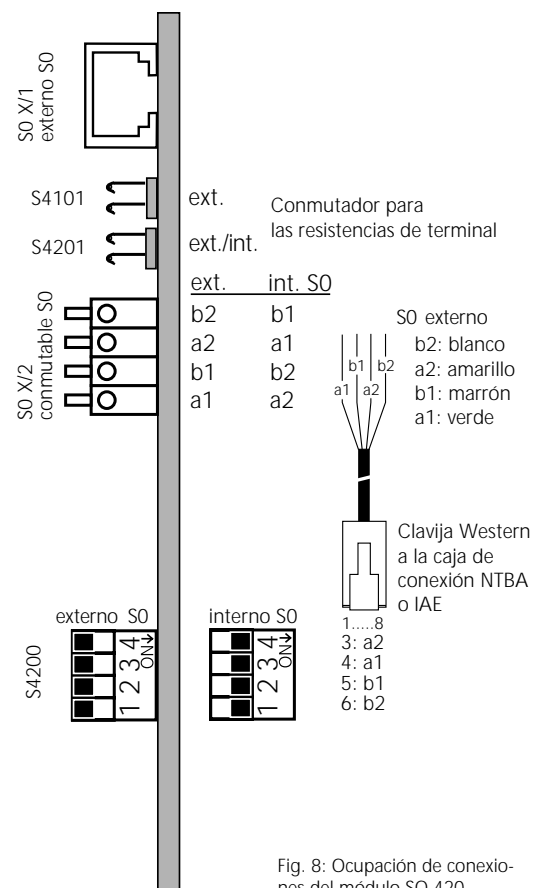 S0 X/1
externo S0
S4101
ext.
Conmutador para
las resistencias de terminal
S4201
ext./int.
ext. int. S0
S0 X/2
conmutable S0
b2 b1
a2 a1
b1 b2
a1 a2
S0 externo
b2: blanco
a2: amarillo
b1: marrón
a1: verde
b1 b2
a1 a2
Clavija Western
a la caja de
conexión NTBA
o IAE
1.....8
3: a2
4: a1
5: b1
6: b2
externo S0
interno S0
S4200
1 2 3 4
ON
1 2 3 4
ON
Fig. 8: Ocupación de conexio-
nes del módulo SO 420